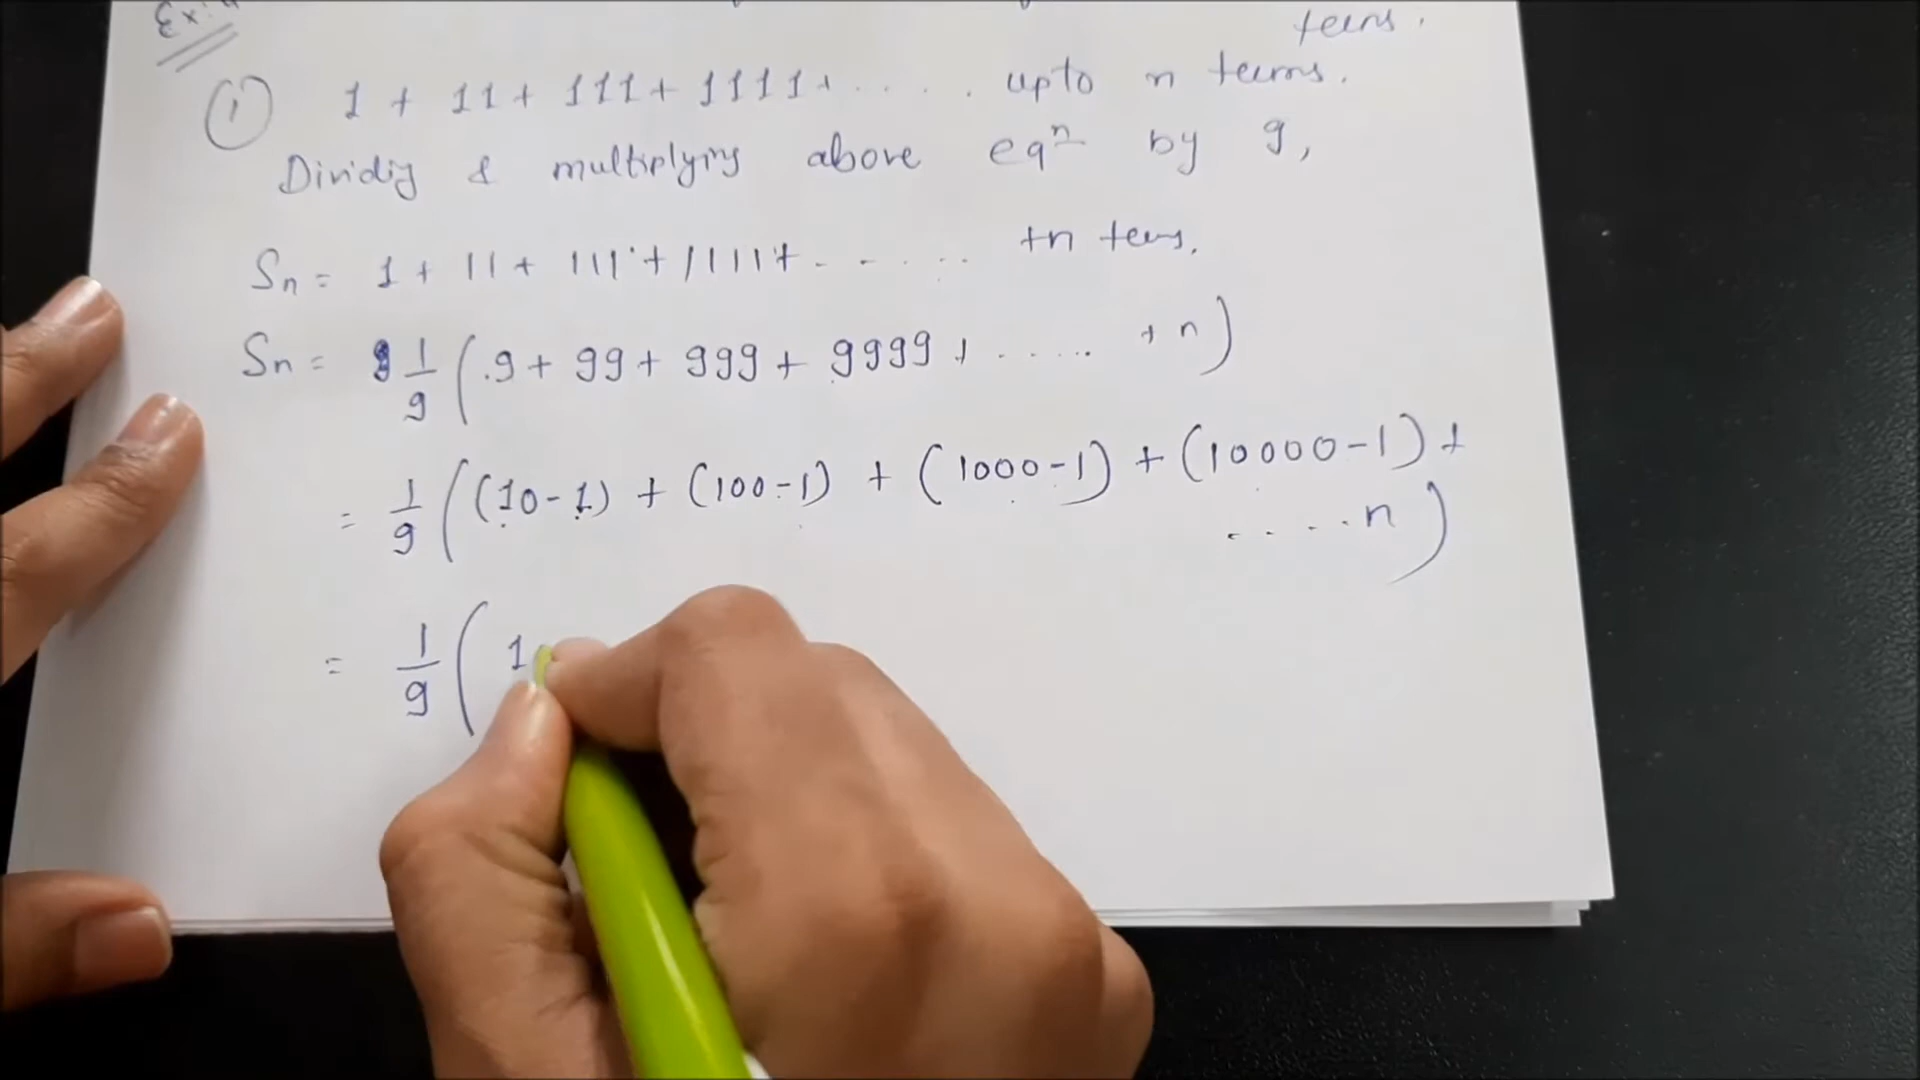 Ex:
terms.
① 1 + 11 + 111 + 1111 + ..... upto n terms.
Dividig & multiplying above eqⁿ by 9,
Sn = 1 + 11 + 111 + 1111 + ...... +n terms.
Sn = 1/9 (9 + 99 + 999 + 9999 + ..... + n)
= 1/9 ((10-1) + (100-1) + (1000-1) + (10000-1) +
.....n)
= 1/9 ( 1